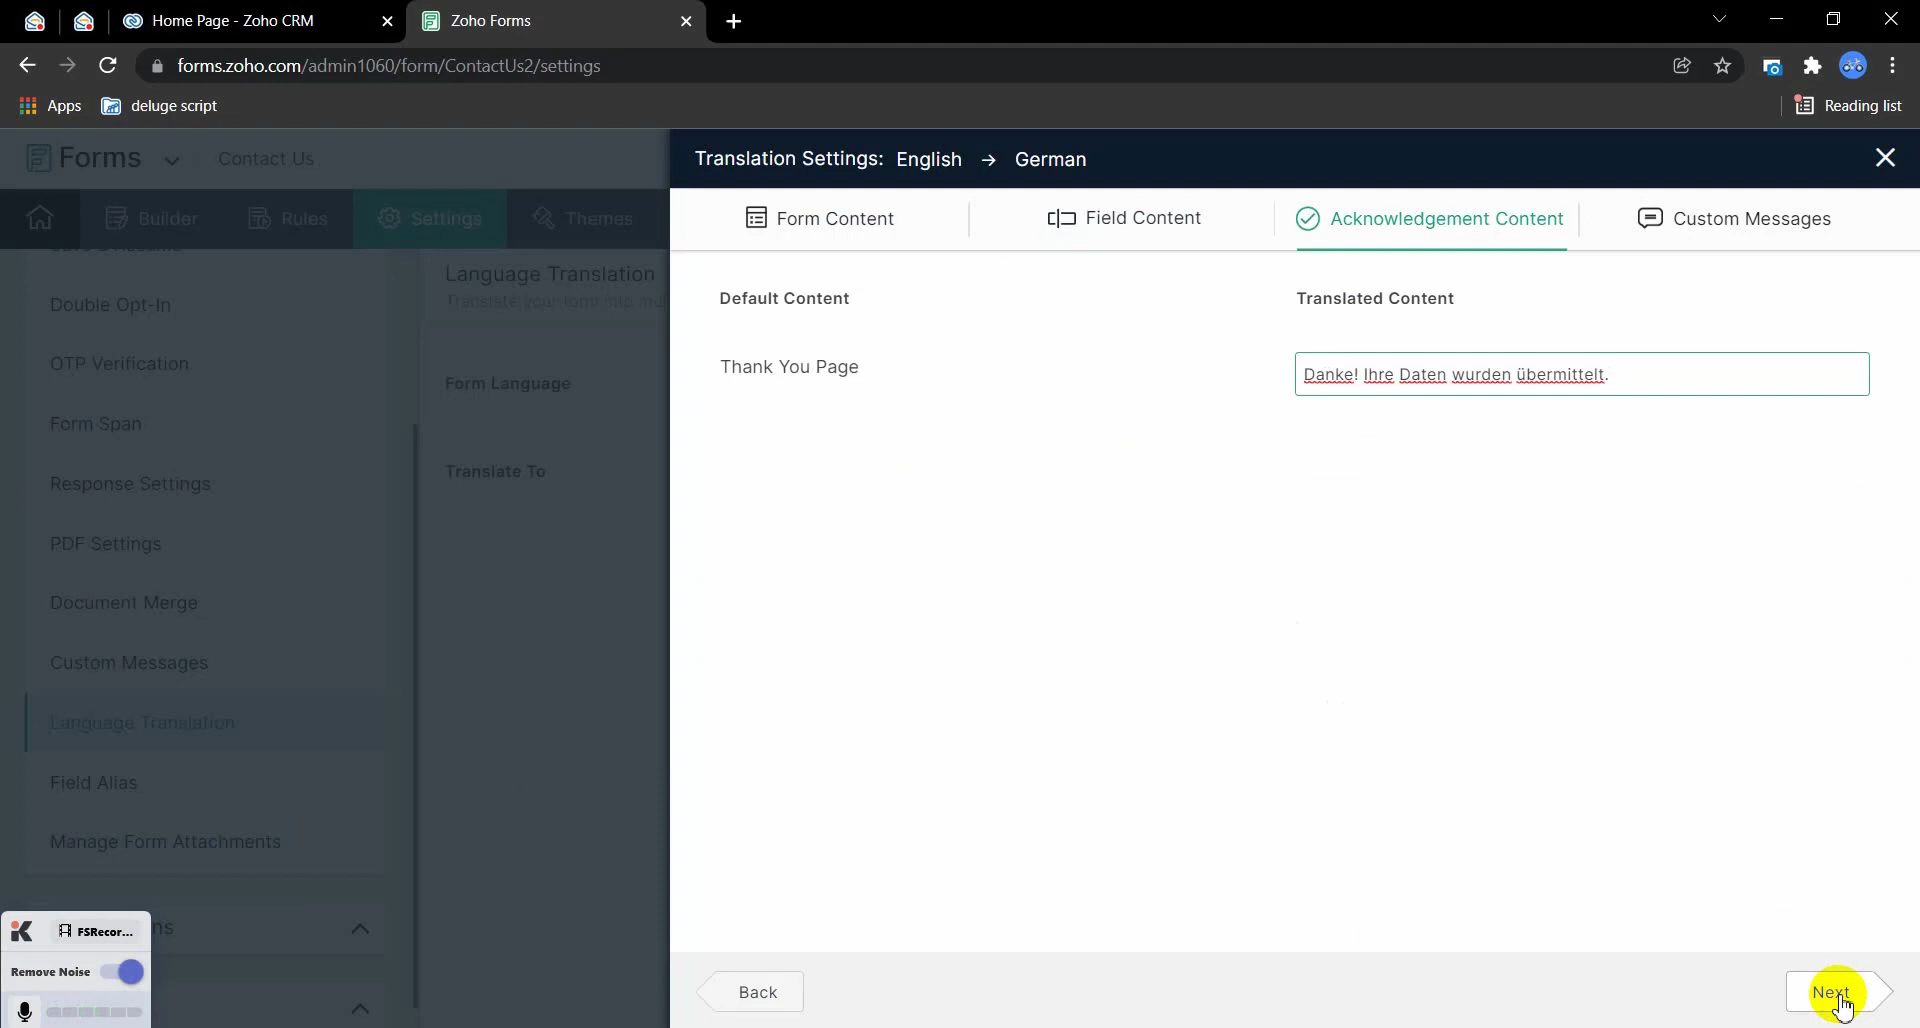 Home Page - Zoho CRM
Zoho Forms
forms.zoho.com/admin1060/form/ContactUs2/settings
Apps
deluge script
Reading list
Forms
Contact Us
Translation Settings: English → German
Builder
Rules
Settings
Themes
Form Content
Field Content
Acknowledgement Content
Custom Messages
Language Translation
Double Opt-In
OTP Verification
Form Span
Response Settings
PDF Settings
Document Merge
Custom Messages
Language Translation
Field Alias
Manage Form Attachments
Form Language
Translate To
Default Content
Translated Content
Thank You Page
Danke! Ihre Daten wurden übermittelt.
ns
FSRecor...
Remove Noise
Back
Next